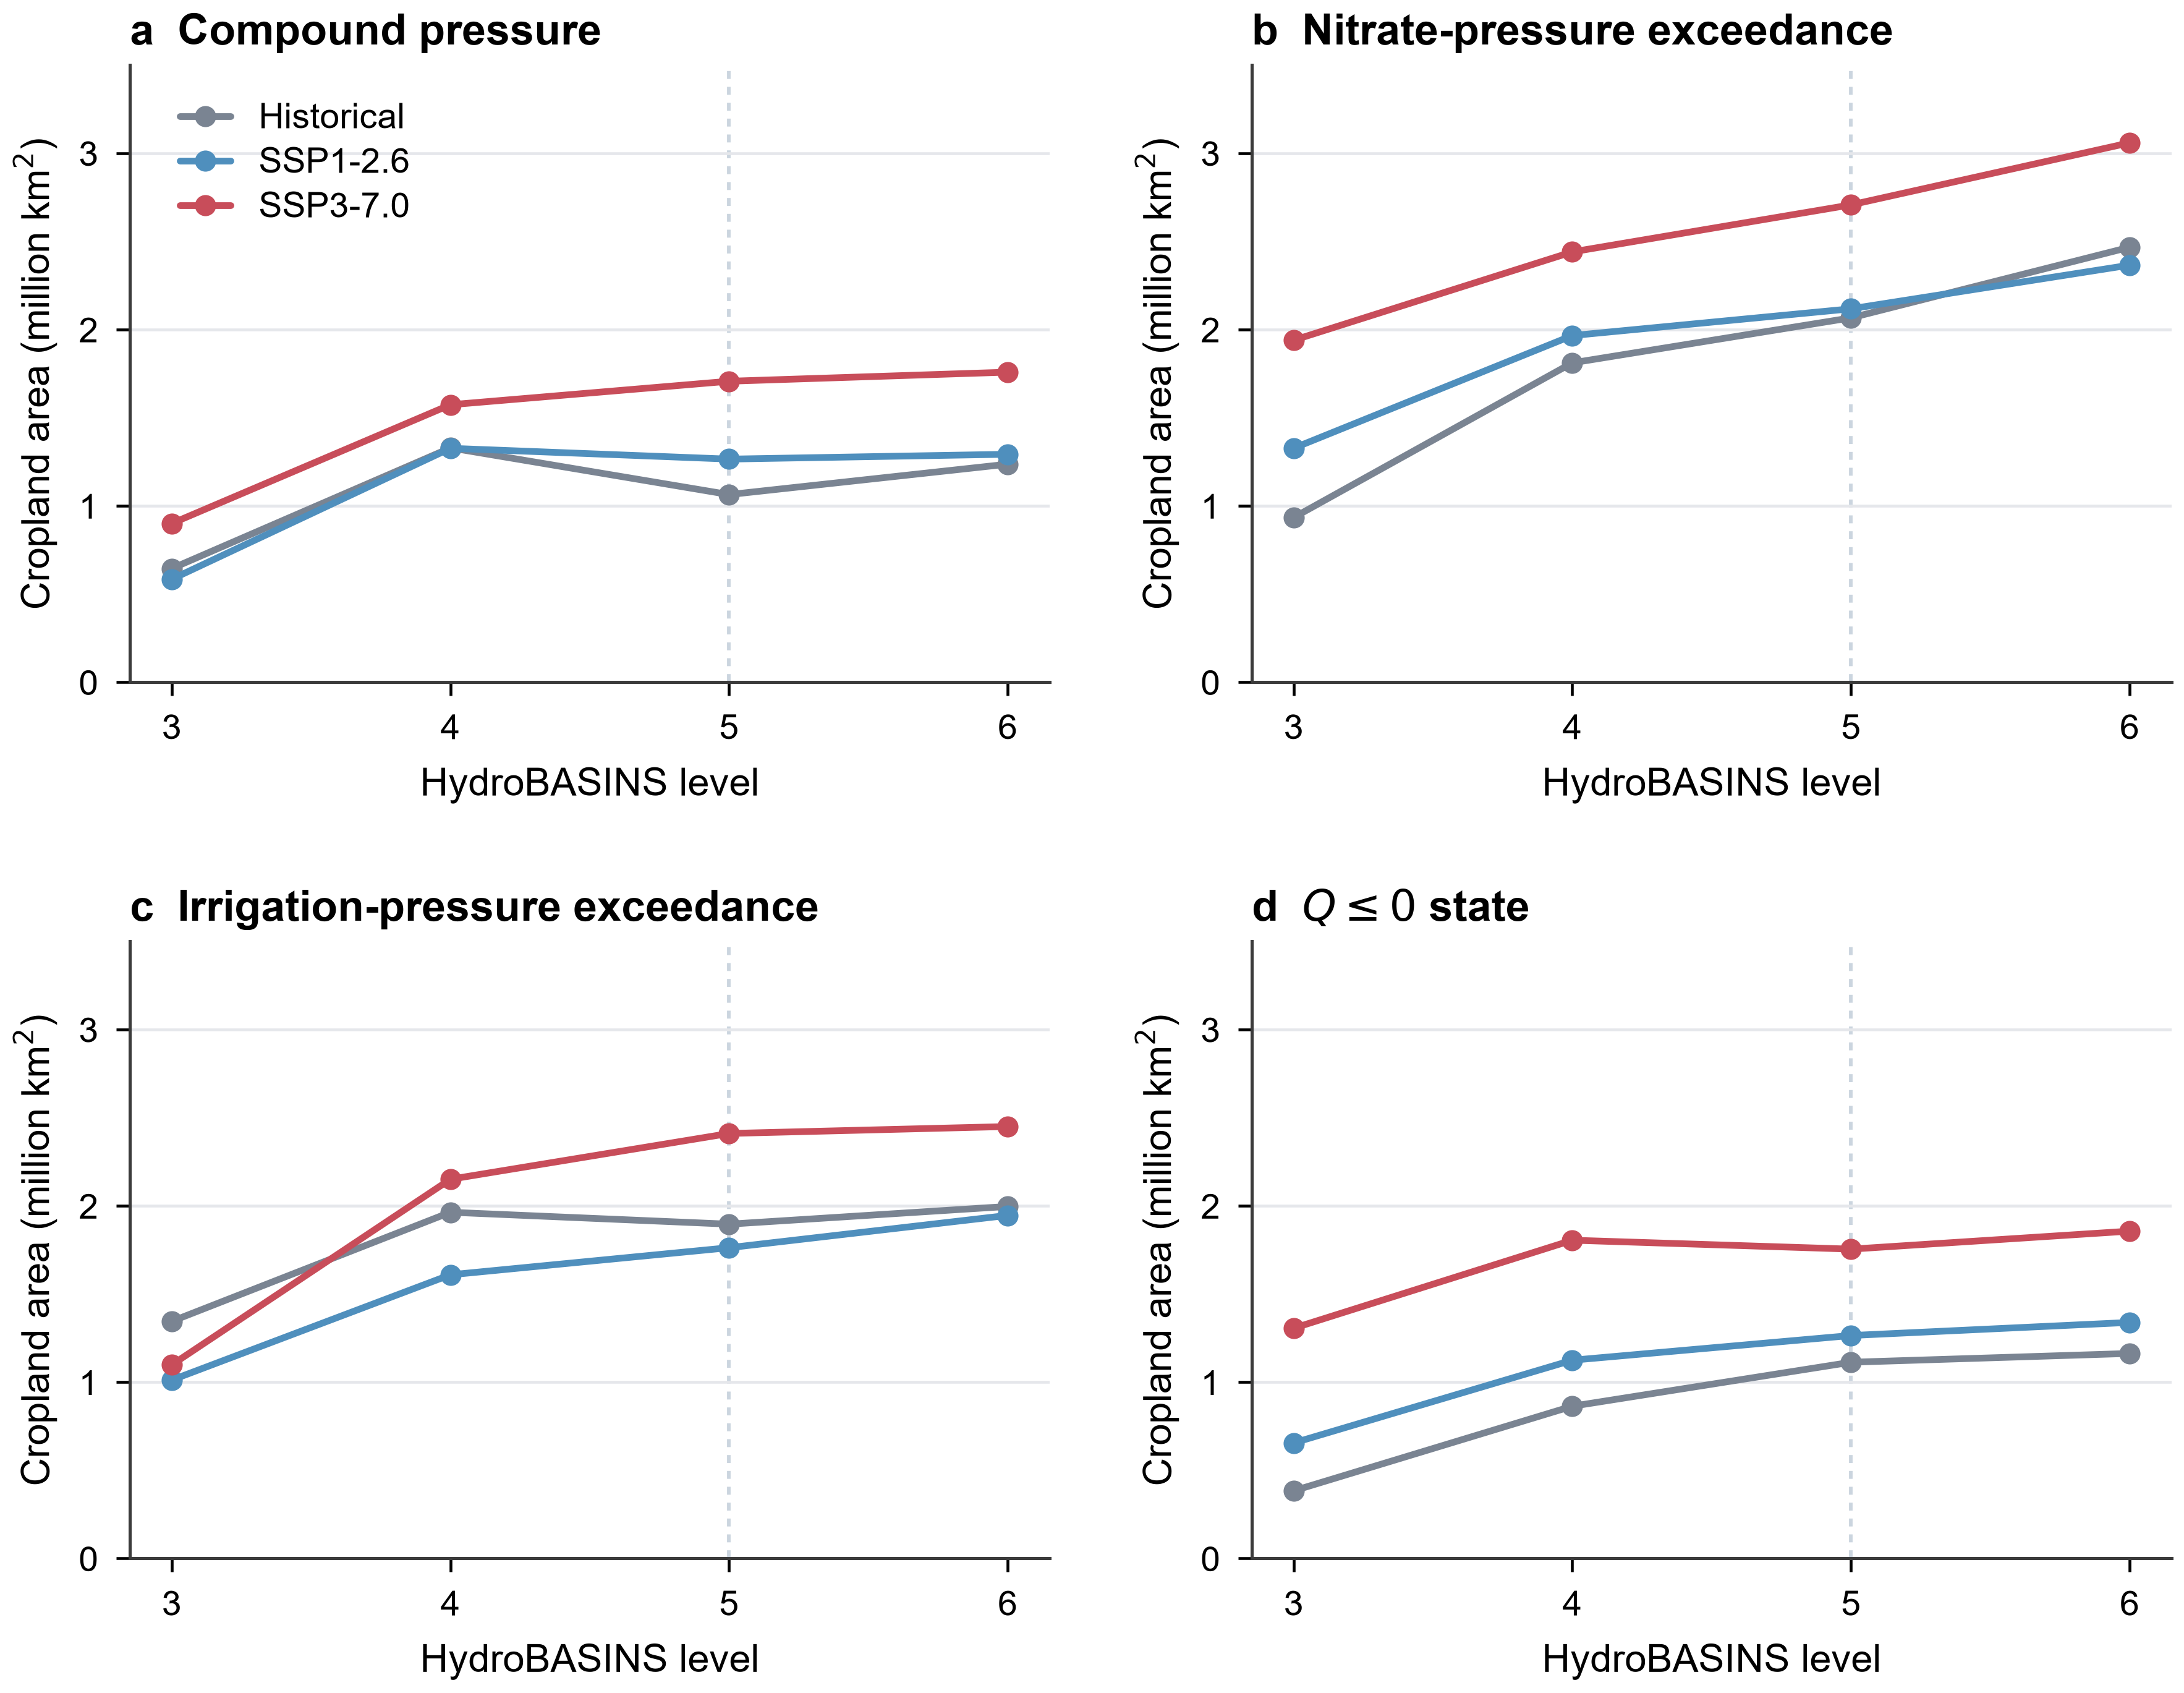 a Compound pressure
Historical
SSP1-2.6
SSP3-7.0
Cropland area (million km²)
3
2
1
0
3 4 5 6
HydroBASINS level
b Nitrate-pressure exceedance
Cropland area (million km²)
3
2
1
0
3 4 5 6
HydroBASINS level
c Irrigation-pressure exceedance
Cropland area (million km²)
3
2
1
0
3 4 5 6
HydroBASINS level
d Q ≤ 0 state
Cropland area (million km²)
3
2
1
0
3 4 5 6
HydroBASINS level